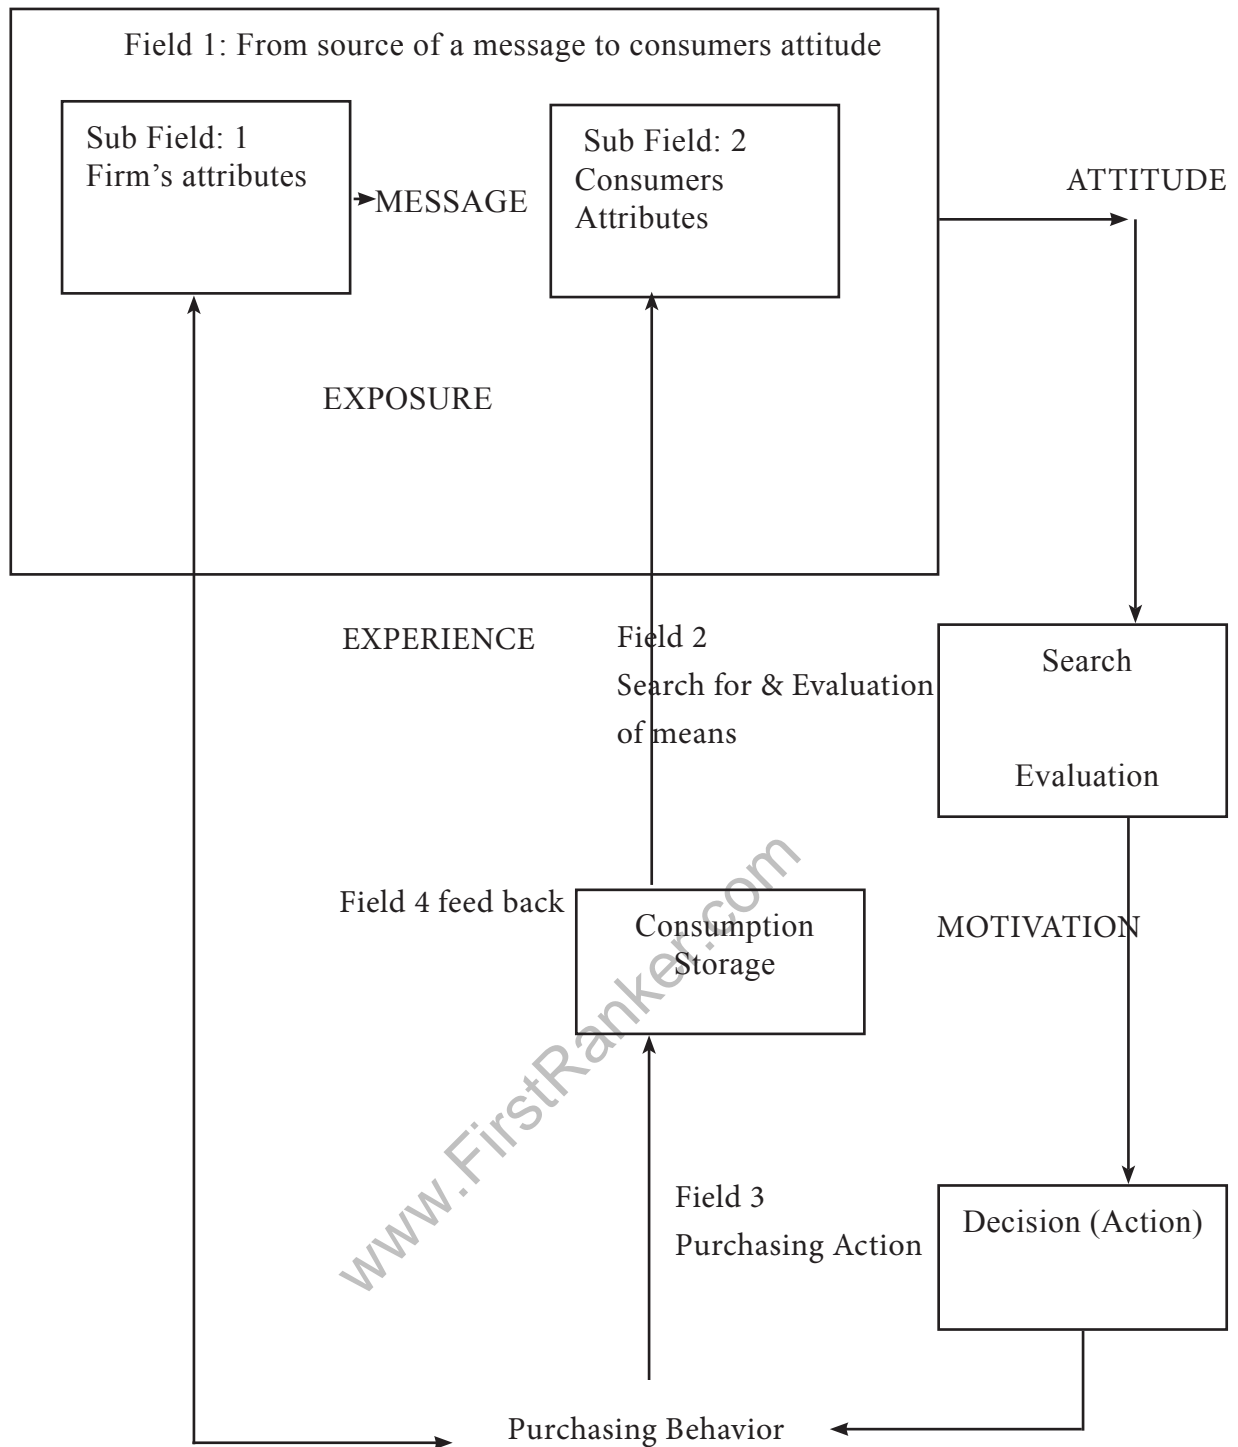 Field 1: From source of a message to consumers attitude
Sub Field: 1
Firm’s attributes
MESSAGE
Sub Field: 2
Consumers
Attributes
ATTITUDE
EXPOSURE
EXPERIENCE
Field 2
Search for & Evaluation
of means
Search
Evaluation
Field 4 feed back
Consumption
Storage
MOTIVATION
www.FirstRanker.com
Field 3
Purchasing Action
Decision (Action)
Purchasing Behavior